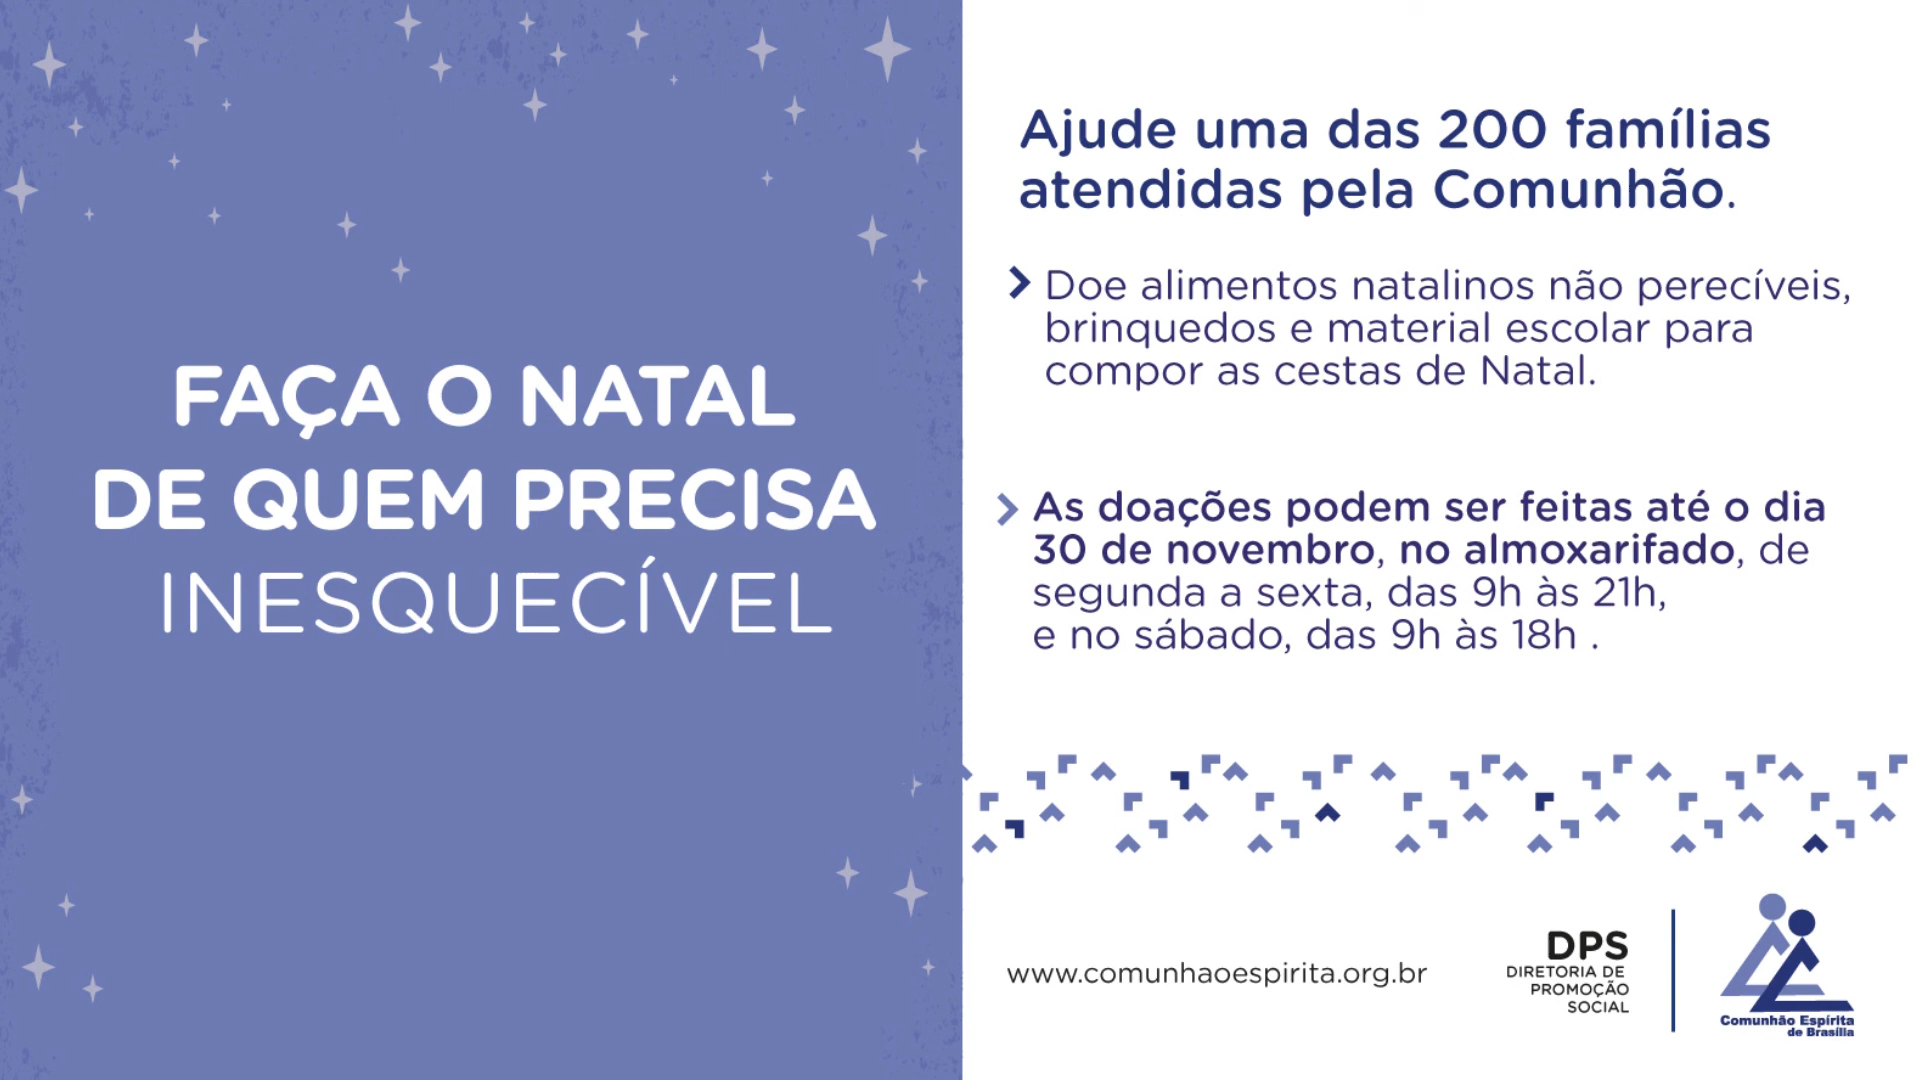 FAÇA O NATAL
DE QUEM PRECISA
INESQUECÍVEL
Ajude uma das 200 famílias
atendidas pela Comunhão.
Doe alimentos natalinos não perecíveis,
brinquedos e material escolar para
compor as cestas de Natal.
As doações podem ser feitas até o dia
30 de novembro, no almoxarifado, de
segunda a sexta, das 9h às 21h,
e no sábado, das 9h às 18h .
www.comunhaoespirita.org.br
DPS
DIRETORIA DE
PROMOÇÃO
SOCIAL
Comunhão Espírita
de Brasília